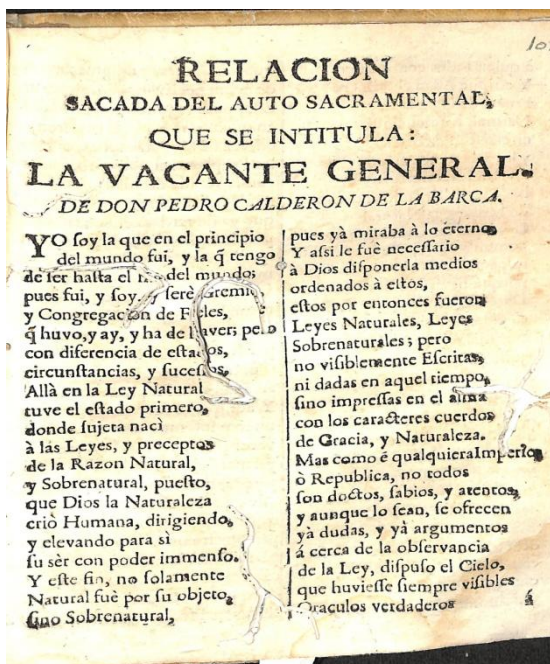 10
RELACION
SACADA DEL AUTO SACRAMENTAL,
QUE SE INTITULA:
LA VACANTE GENERAL.
DE DON PEDRO CALDERON DE LA BARCA.
YO ſoy la que en el principio
del mundo fui, y la q̃ tengo
de ſer haſta el del mundo;
pues fui, y ſoy, y ſerè Gremio
y Congregacion de Fieles,
q̃ huvo, y ay, y ha de haver; pero
con diferencia de eſtados,
circunſtancias, y ſuceſſos,
Allà en la Ley Natural
tuve el eſtado primero,
donde ſujeta nacì
à las Leyes, y preceptos
de la Razon Natural,
y Sobrenatural, pueſto,
que Dios la Naturaleza
criò Humana, dirigiendo,
y elevando para sì
ſu sèr con poder immenſo.
Y eſte fin, no ſolamente
Natural fuè por ſu objeto,
ſino Sobrenatural,
pues yà miraba à lo eterno,
Y aſsi le fuè neceſſario
à Dios diſponerla medios
ordenados à eſtos,
eſtos por entonces fueron
Leyes Naturales, Leyes
Sobrenaturales; pero
no viſiblemente Eſcritas,
ni dadas en aquel tiempo,
ſino impreſſas en el alma
con los caracteres cuerdos
de Gracia, y Naturaleza.
Mas como è qualquiera Imperio,
ò Republica, no todos
ſon doctos, ſabios, y atentos,
y aunque lo ſean, ſe ofrecen
yà dudas, y yà argumentos
á cerca de la obſervancia
de la Ley, diſpuſo el Cielo,
que huvieſſe ſiempre viſibles
Oraculos verdaderos
á